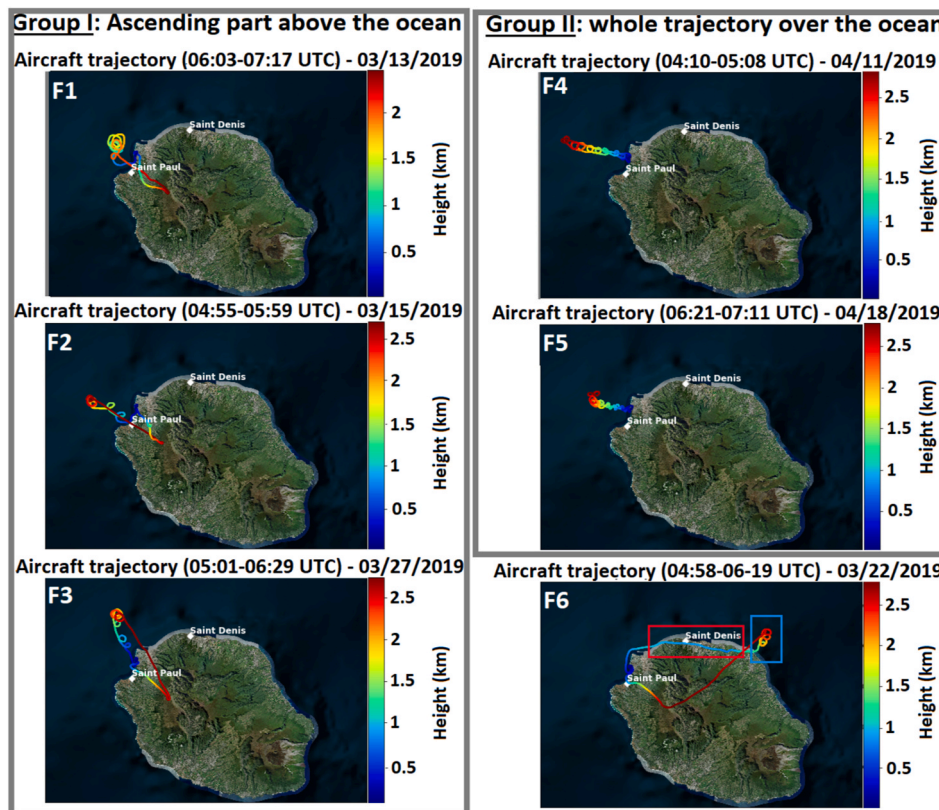 Group I: Ascending part above the ocean
Aircraft trajectory (06:03-07:17 UTC) - 03/13/2019
F1
Saint Denis
Saint Paul
2
1.5
1
0.5
Height (km)
Aircraft trajectory (04:55-05:59 UTC) - 03/15/2019
F2
Saint Denis
Saint Paul
2.5
2
1.5
1
0.5
Height (km)
Aircraft trajectory (05:01-06:29 UTC) - 03/27/2019
F3
Saint Denis
Saint Paul
2.5
2
1.5
1
0.5
Height (km)
Group II: whole trajectory over the ocean
Aircraft trajectory (04:10-05:08 UTC) - 04/11/2019
F4
Saint Denis
Saint Paul
2.5
2
1.5
1
0.5
Height (km)
Aircraft trajectory (06:21-07:11 UTC) - 04/18/2019
F5
Saint Denis
Saint Paul
2.5
2
1.5
1
0.5
Height (km)
Aircraft trajectory (04:58-06-19 UTC) - 03/22/2019
F6
Saint Denis
Saint Paul
2.5
2
1.5
1
0.5
Height (km)